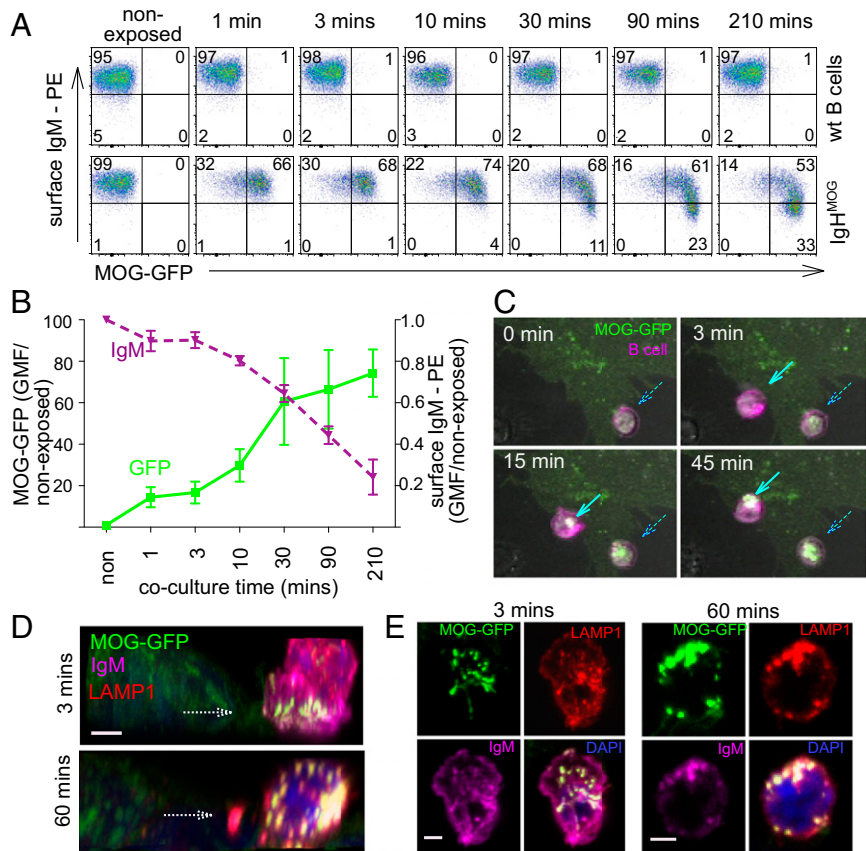 A
non-exposed 1 min 3 mins 10 mins 30 mins 90 mins 210 mins
95 0 97 1 98 1 96 0 97 1 97 1 97 1
5 0 2 0 2 0 3 0 2 0 2 0 2 0
wt B cells
99 0 32 66 30 68 22 74 20 68 16 61 14 53
1 0 1 1 0 1 0 4 0 11 0 23 0 33
IgH^MOG
surface IgM - PE
MOG-GFP
B
MOG-GFP (GMF/
non-exposed)
100
80
60
40
20
IgM
GFP
1.0
0.8
0.6
0.4
0.2
surface IgM - PE
(GMF/non-exposed)
non 1 3 10 30 90 210
co-culture time (mins)
C
0 min
MOG-GFP
B cell
3 min
15 min
45 min
D
3 mins
MOG-GFP
IgM
LAMP1
60 mins
E
3 mins
60 mins
MOG-GFP LAMP1 MOG-GFP LAMP1
IgM DAPI IgM DAPI